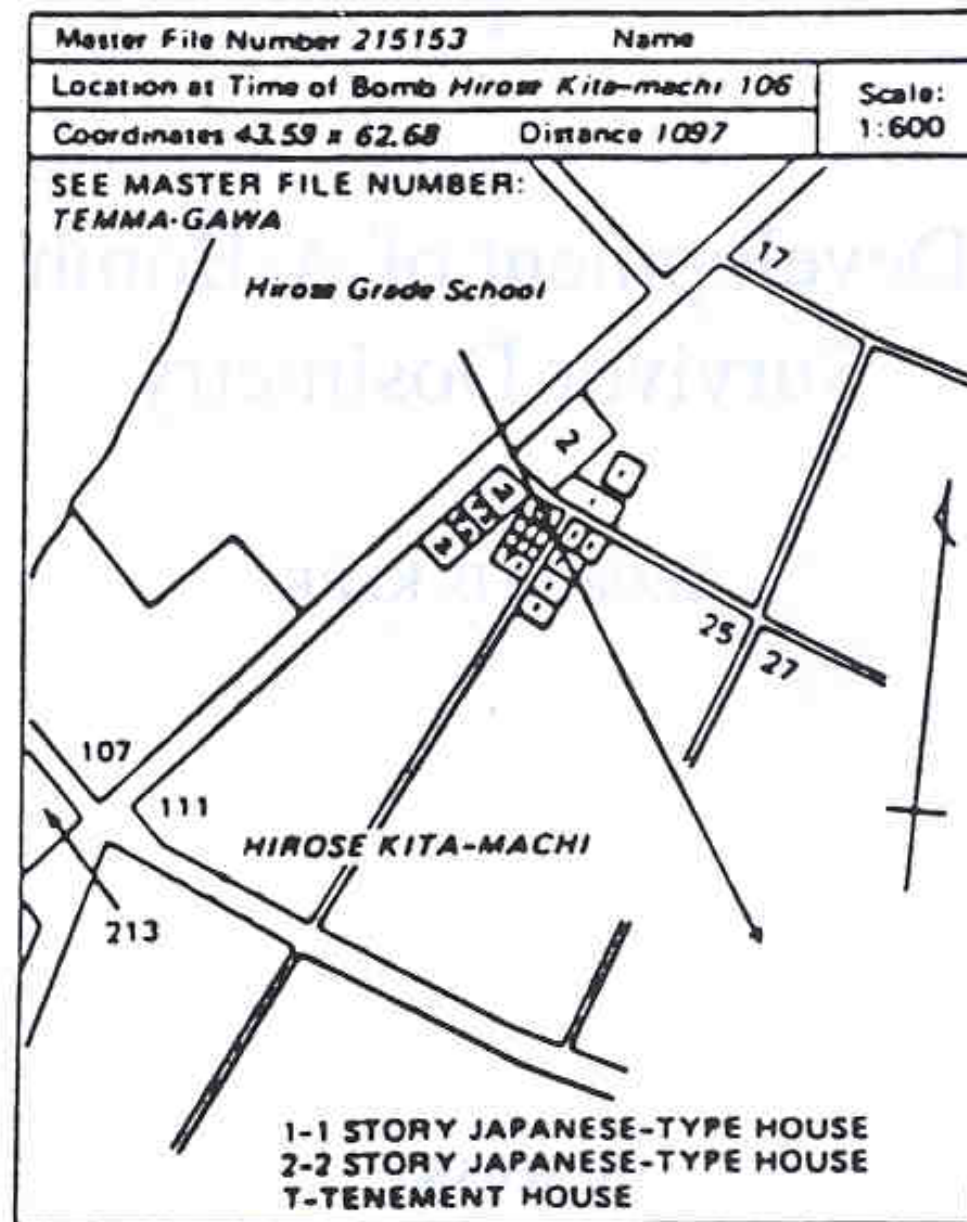 Master File Number 215153 Name
Location at Time of Bomb Hirose Kita-machi 106
Scale:
1:600
Coordinates 43.59 x 62.68 Distance 1097
SEE MASTER FILE NUMBER:
TEMMA-GAWA
Hirose Grade School
17
2
2
2
25
27
107
111
HIROSE KITA-MACHI
213
1-1 STORY JAPANESE-TYPE HOUSE
2-2 STORY JAPANESE-TYPE HOUSE
T-TENEMENT HOUSE